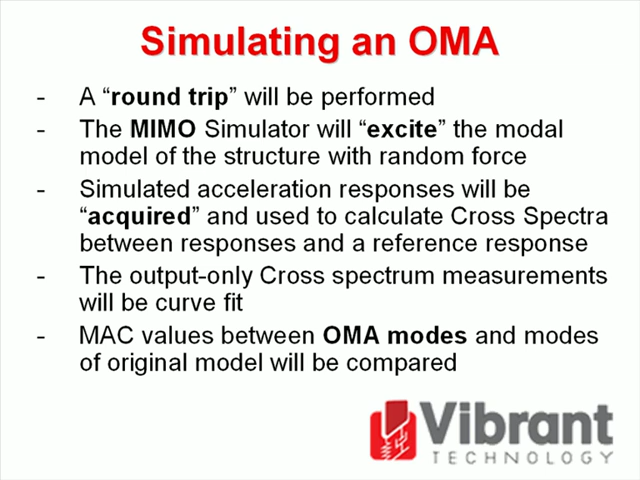 Simulating an OMA
- A “round trip” will be performed
- The MIMO Simulator will “excite” the modal
model of the structure with random force
- Simulated acceleration responses will be
“acquired” and used to calculate Cross Spectra
between responses and a reference response
- The output-only Cross spectrum measurements
will be curve fit
- MAC values between OMA modes and modes
of original model will be compared
Vibrant
TECHNOLOGY